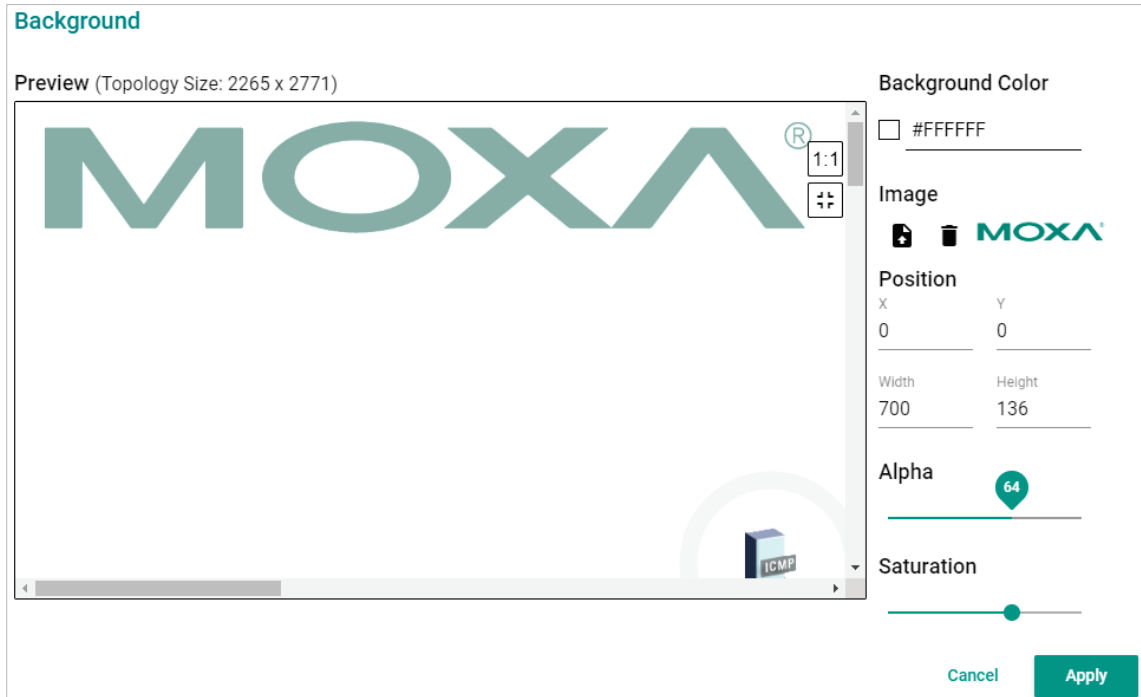 Background
Preview (Topology Size: 2265 x 2771)
MOXA®
1:1
ICMP
Background Color
#FFFFFF
Image
MOXA®
Position
X Y
0 0
Width Height
700 136
Alpha
64
Saturation
Cancel Apply